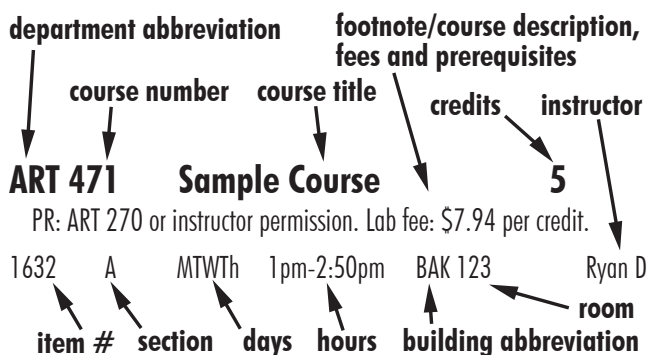 department abbreviation
footnote/course description,
fees and prerequisites
course number course title
credits instructor
ART 471 Sample Course 5
PR: ART 270 or instructor permission. Lab fee: $7.94 per credit.
1632 A MTWTh 1pm-2:50pm BAK 123 Ryan D
room
item # section days hours building abbreviation